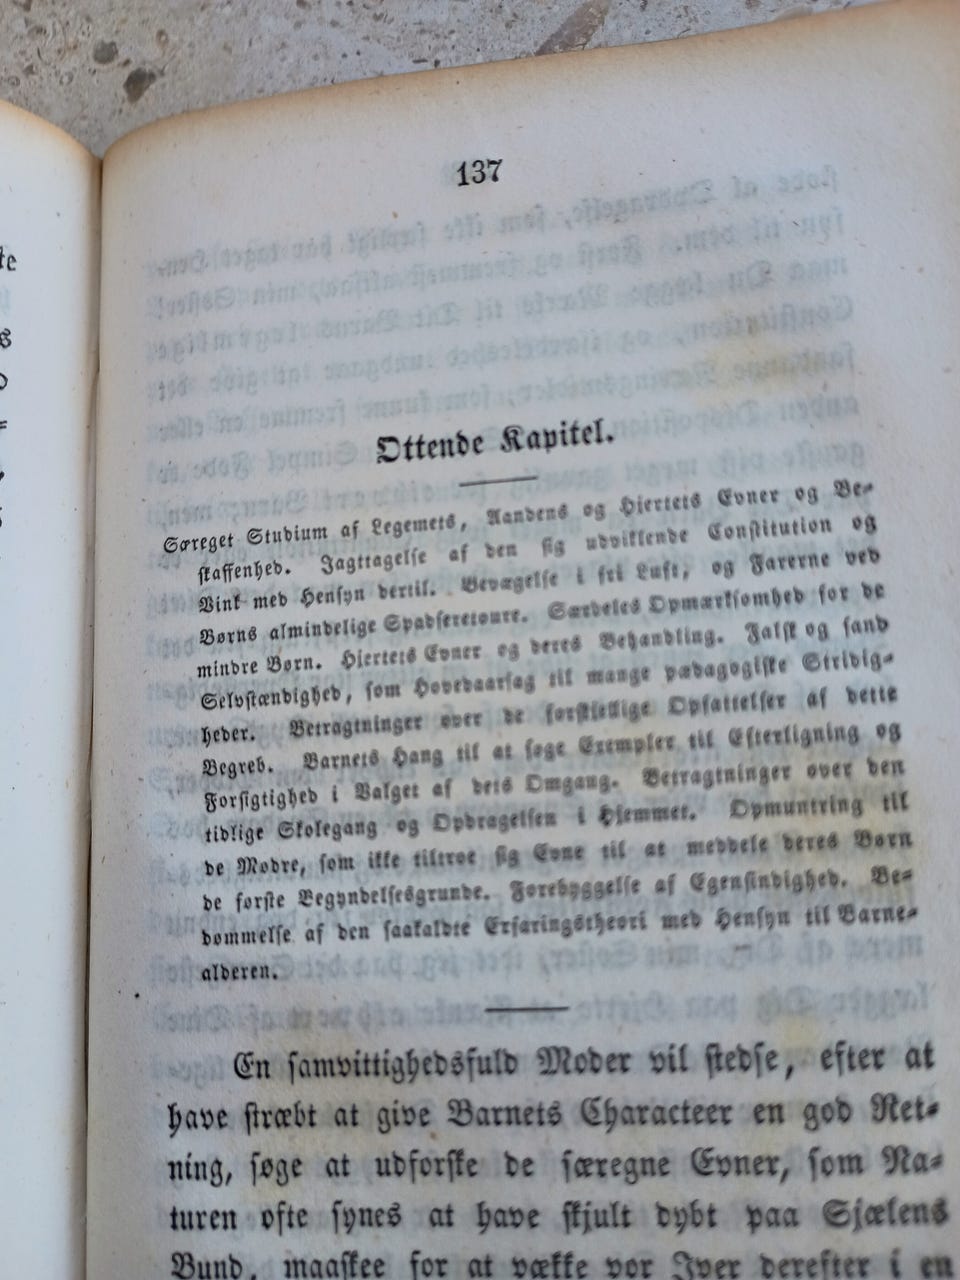 137
Ottende Kapitel.
Særeget Studium af Legemets, Aandens og Hjertets Evner og Be-
skaffenhed. Jagttagelse af den sig udviklende Constitution og
Vink med Hensyn dertil. Bevægelse i fri Luft, og Farerne ved
Børns almindelige Spadseretoure. Særdeles Opmærksomhed for de
mindre Børn. Hjertets Evner og deres Behandling. Falsk og sand
Selvstændighed, som Hovedaarsag til mange pædagogiske Stridig-
heder. Betragtninger over de forskiellige Opfattelser af dette
Begreb. Barnets Hang til at søge Exempler til Efterligning og
Forsigtighed i Valget af dets Omgang. Betragtninger over den
tidlige Skolegang og Opdragelsen i Hjemmet. Opmuntring til
de Mødre, som ikke tiltroe sig Evne til at meddele deres Børn
de første Begyndelsesgrunde. Forebyggelse af Egensindighed. Be-
dømmelse af den saakaldte Erfaringstheori med Hensyn til Barne-
alderen.
En samvittighedsfuld Moder vil stedse, efter at
have stræbt at give Barnets Characteer en god Ret-
ning, søge at udforske de særegne Evner, som Na-
turen ofte synes at have skjult dybt paa Sjælens
Bund, maaskee for at vække vor Iver derefter i en